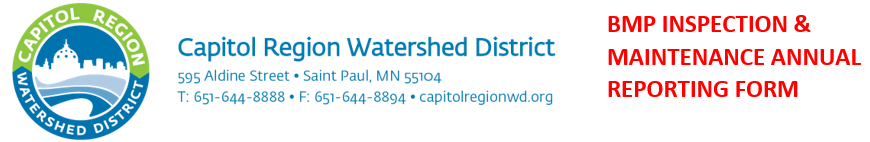 CAPITOL REGION
WATERSHED DISTRICT
Capitol Region Watershed District
595 Aldine Street • Saint Paul, MN 55104
T: 651-644-8888 • F: 651-644-8894 • capitolregionwd.org
BMP INSPECTION &
MAINTENANCE ANNUAL
REPORTING FORM